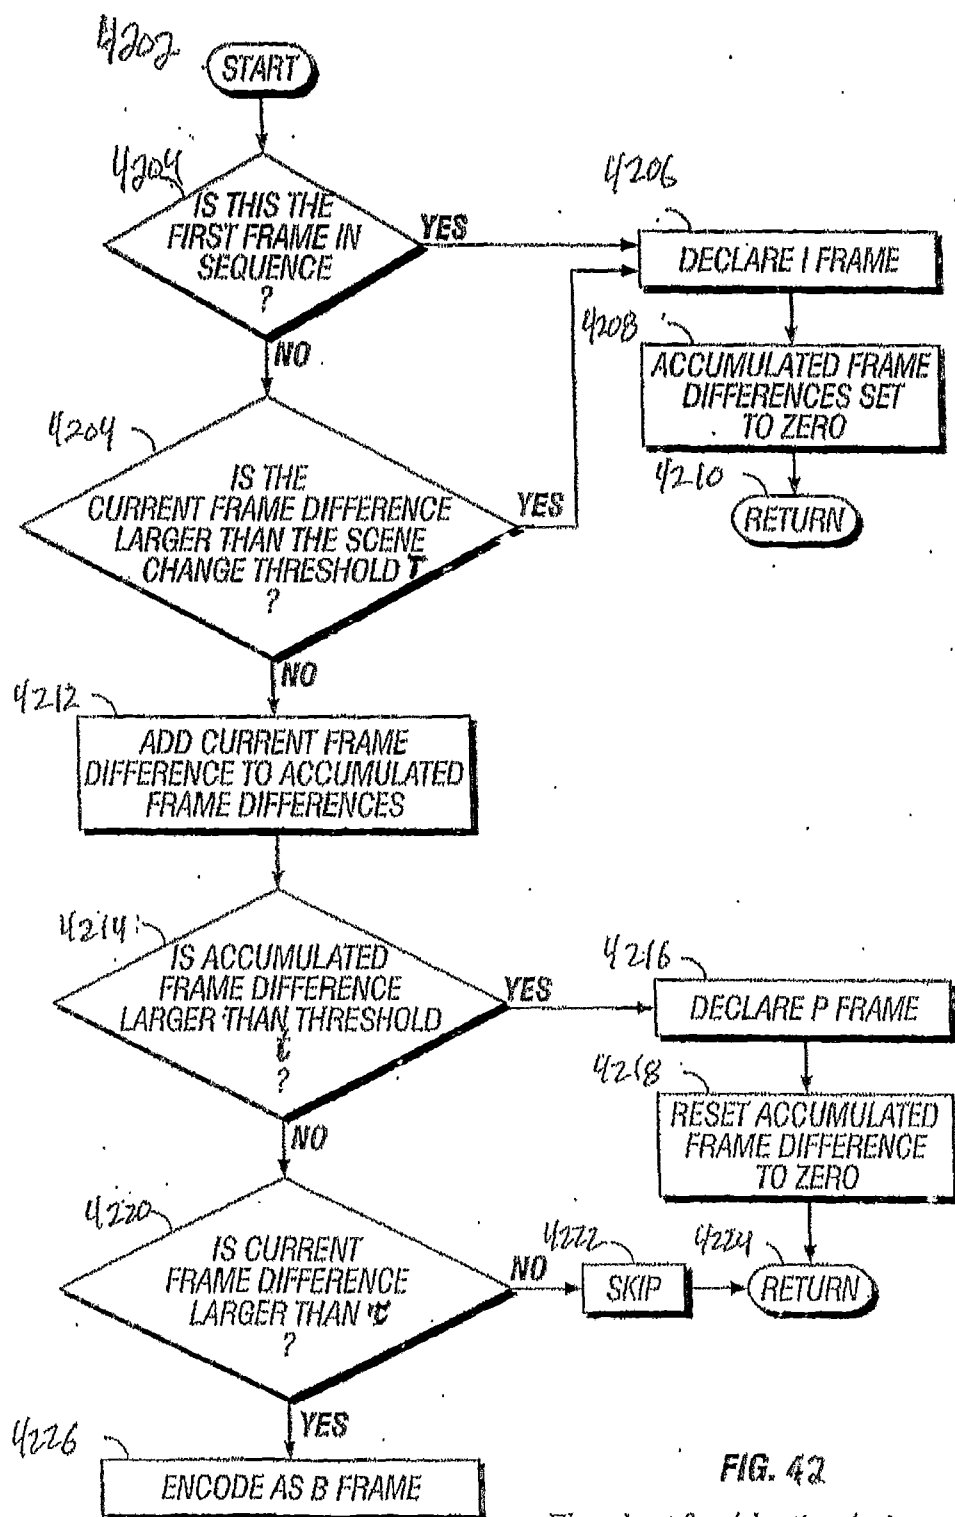 4202
START
4204
IS THIS THE
FIRST FRAME IN
SEQUENCE
?
YES
NO
4206
DECLARE I FRAME
4208
ACCUMULATED FRAME
DIFFERENCES SET
TO ZERO
4210
RETURN
4204
IS THE
CURRENT FRAME DIFFERENCE
LARGER THAN THE SCENE
CHANGE THRESHOLD T
?
YES
NO
4212
ADD CURRENT FRAME
DIFFERENCE TO ACCUMULATED
FRAME DIFFERENCES
4214
IS ACCUMULATED
FRAME DIFFERENCE
LARGER THAN THRESHOLD
?
YES
NO
4216
DECLARE P FRAME
4218
RESET ACCUMULATED
FRAME DIFFERENCE
TO ZERO
4220
IS CURRENT
FRAME DIFFERENCE
LARGER THAN τ
?
NO
4222
SKIP
4224
RETURN
YES
4226
ENCODE AS B FRAME
FIG. 42